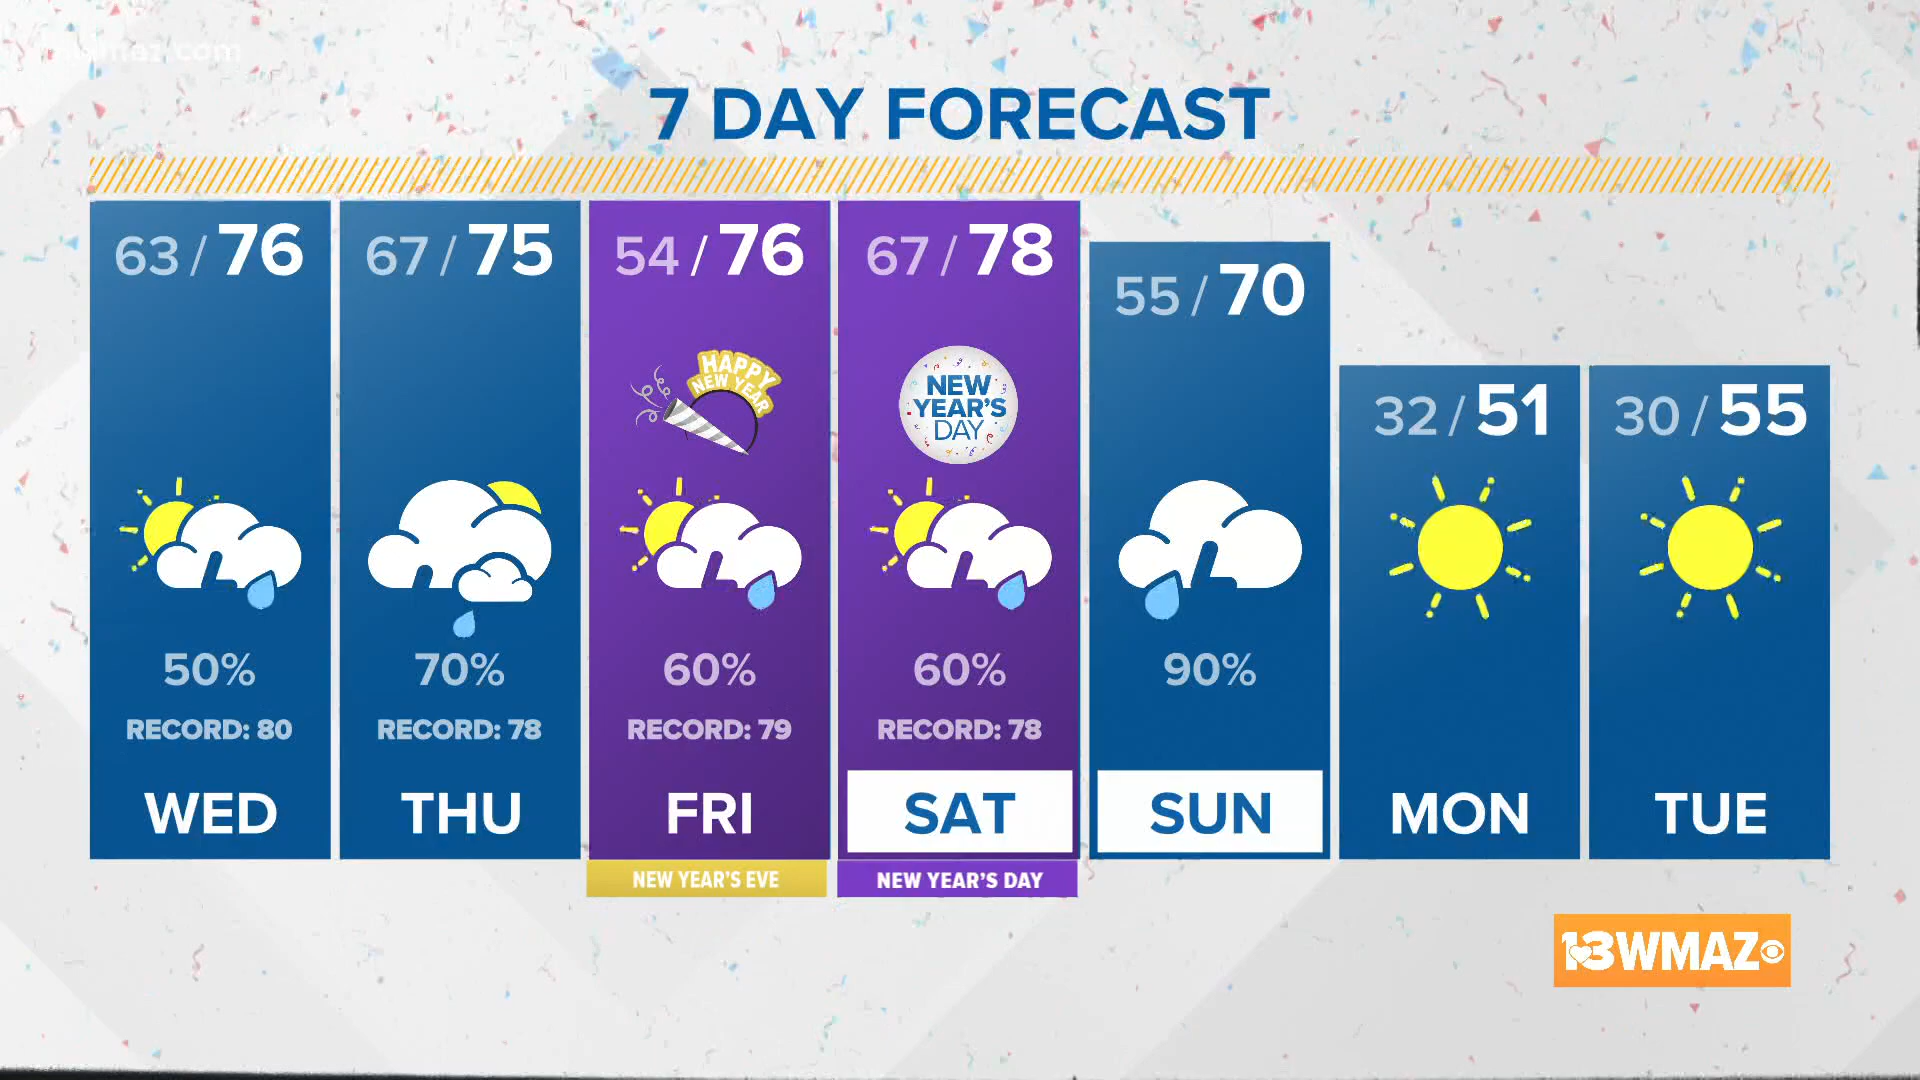 7 DAY FORECAST
63 / 76
67 / 75
54 / 76
67 / 78
55 / 70
32 / 51
30 / 55
HAPPY
NEW YEAR
NEW
YEAR'S
DAY
50%
70%
60%
60%
90%
RECORD: 80
RECORD: 78
RECORD: 79
RECORD: 78
WED
THU
FRI
SAT
SUN
MON
TUE
NEW YEAR'S EVE
NEW YEAR'S DAY
13WMAZ